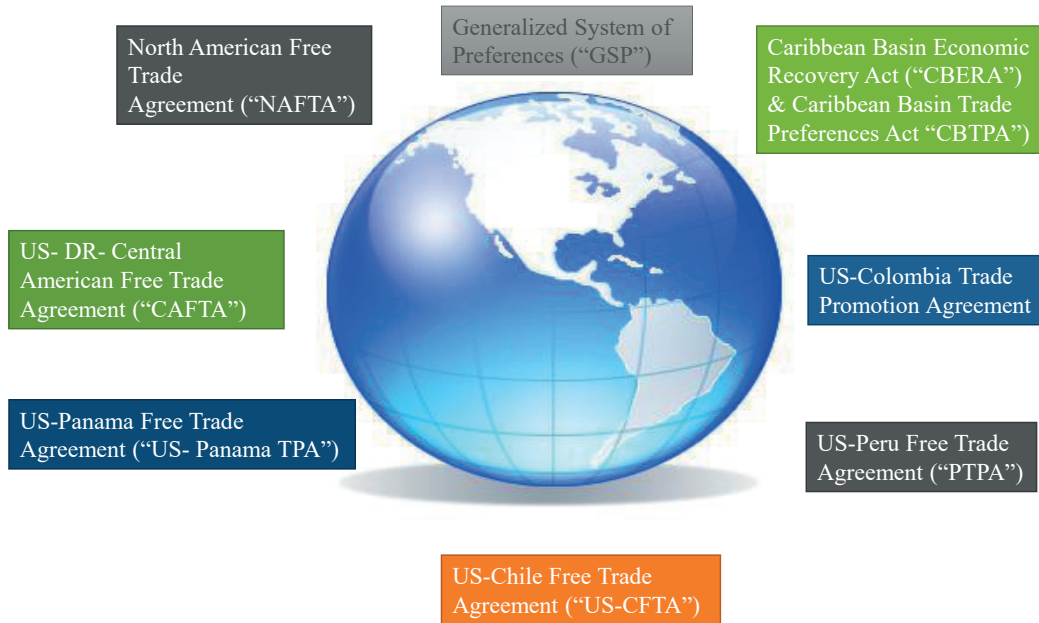 North American Free
Trade
Agreement (“NAFTA”)
Generalized System of
Preferences (“GSP”)
Caribbean Basin Economic
Recovery Act (“CBERA”)
& Caribbean Basin Trade
Preferences Act “CBTPA”)
US- DR- Central
American Free Trade
Agreement (“CAFTA”)
US-Colombia Trade
Promotion Agreement
US-Panama Free Trade
Agreement (“US- Panama TPA”)
US-Peru Free Trade
Agreement (“PTPA”)
US-Chile Free Trade
Agreement (“US-CFTA”)